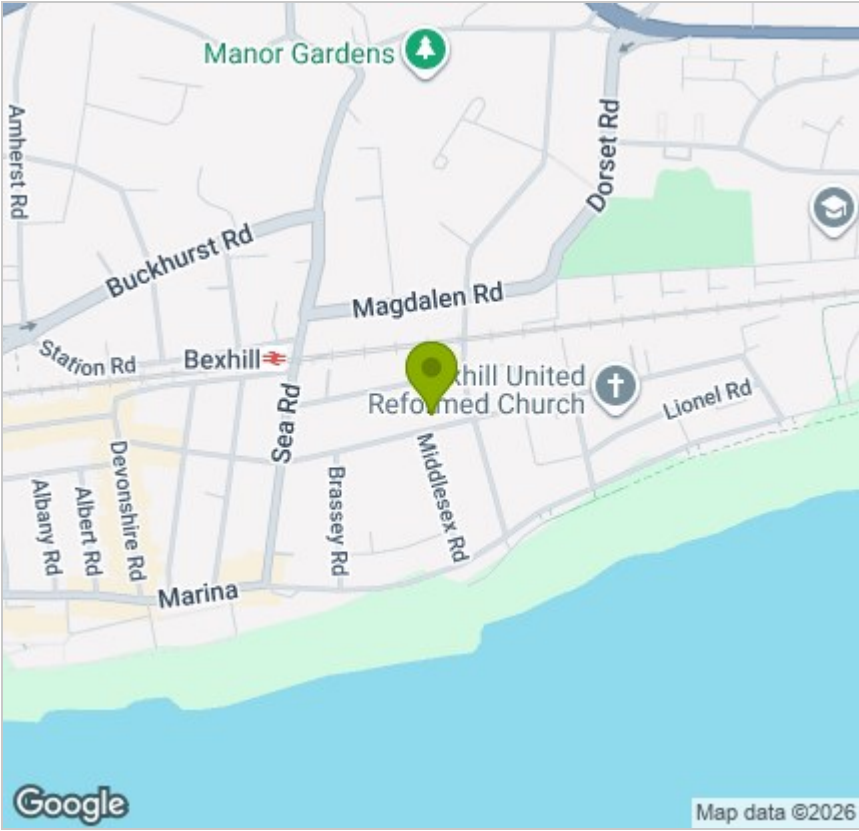 Manor Gardens
Amherst Rd
Dorset Rd
Buckhurst Rd
Magdalen Rd
Station Rd
Bexhill
xhill United
Reformed Church
Lionel Rd
Sea Rd
Middlesex Rd
Devonshire Rd
Brassey Rd
Albany Rd
Albert Rd
Marina
Google
Map data ©2026